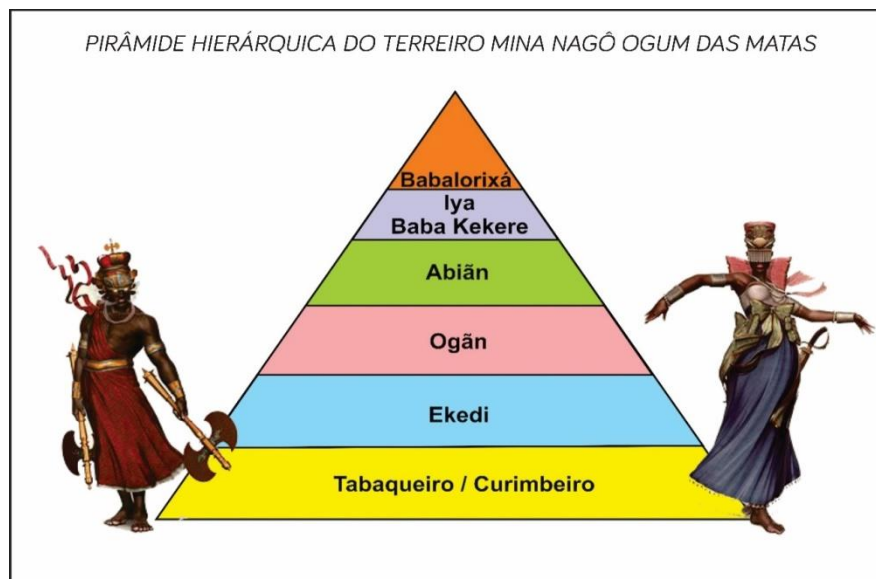 PIRÂMIDE HIERÁRQUICA DO TERREIRO MINA NAGÔ OGUM DAS MATAS
Babalorixá
Iya
Baba Kekere
Abiãn
Ogãn
Ekedi
Tabaqueiro / Curimbeiro